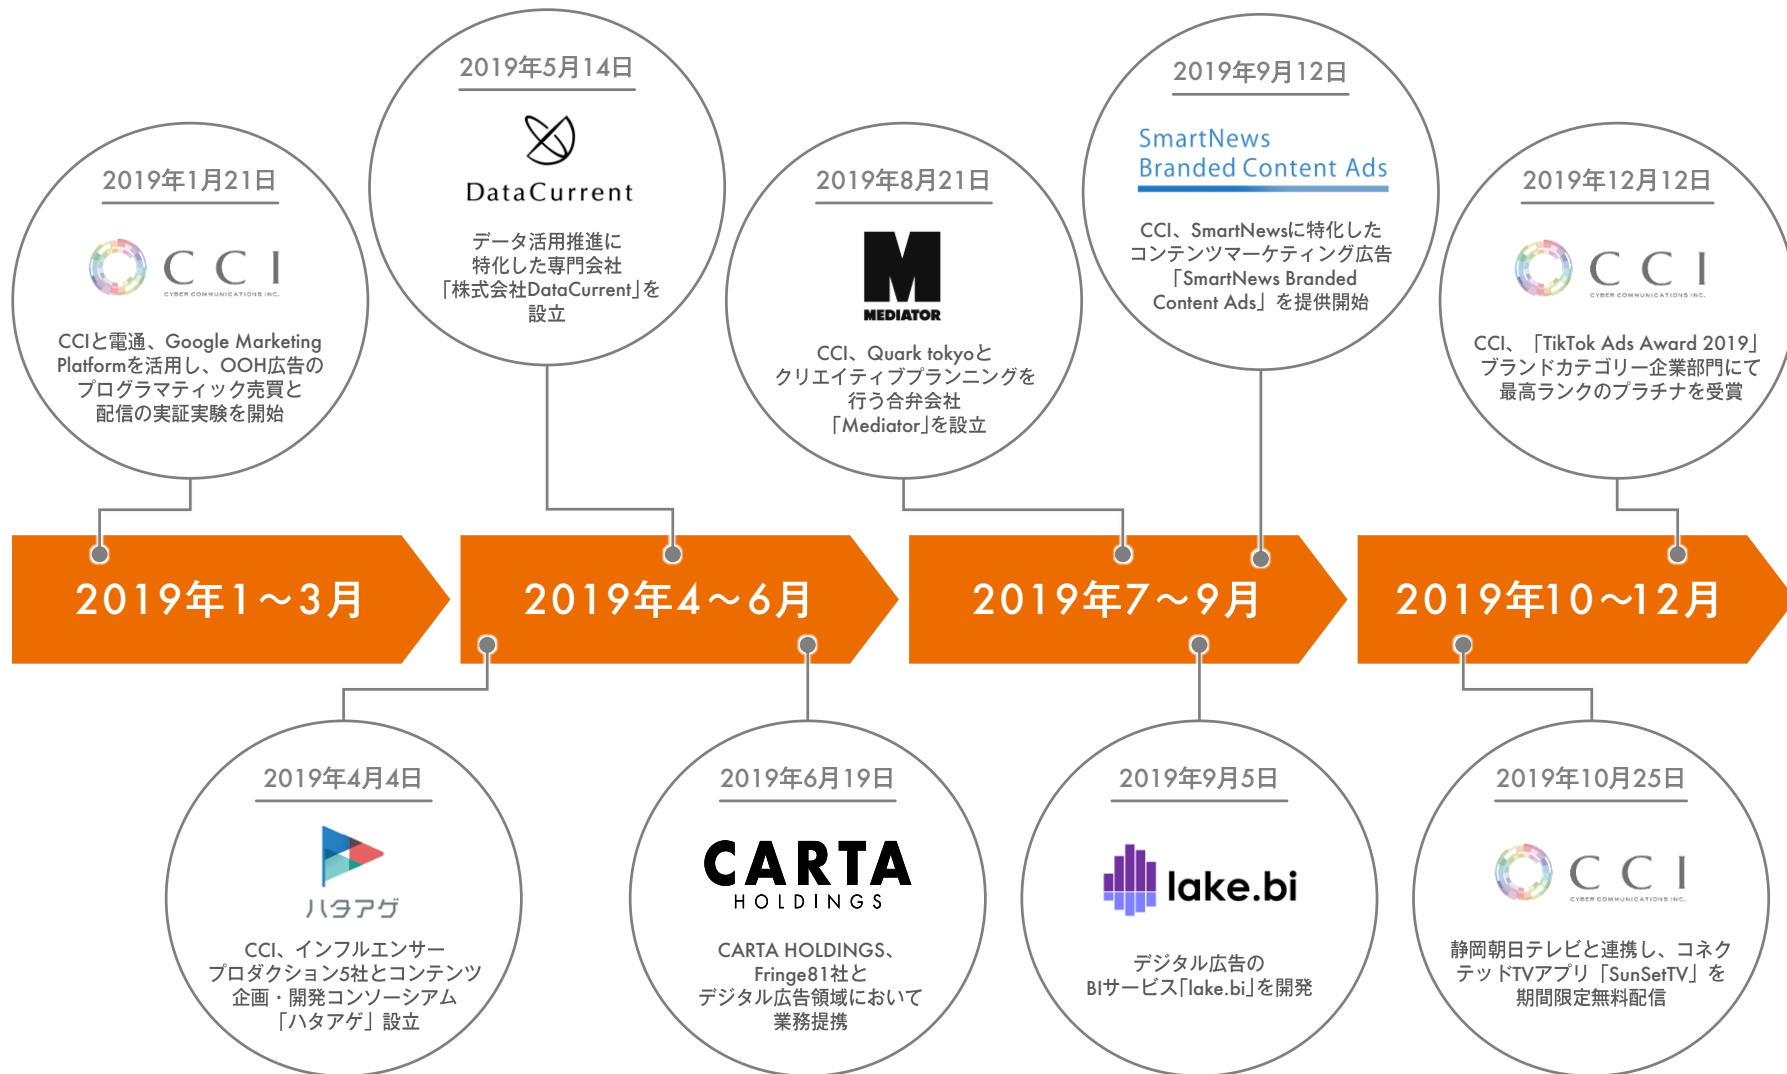 2019年1月21日
CCI
CYBER COMMUNICATIONS INC.
CCIと電通、Google Marketing
Platformを活用し、OOH広告の
プログラマティック売買と
配信の実証実験を開始
2019年5月14日
DataCurrent
データ活用推進に
特化した専門会社
「株式会社DataCurrent」を
設立
2019年8月21日
M
MEDIATOR
CCI、Quark tokyoと
クリエイティブプランニングを
行う合弁会社
「Mediator」を設立
2019年9月12日
SmartNews
Branded Content Ads
CCI、SmartNewsに特化した
コンテンツマーケティング広告
「SmartNews Branded
Content Ads」を提供開始
2019年12月12日
CCI
CYBER COMMUNICATIONS INC.
CCI、「TikTok Ads Award 2019」
ブランドカテゴリー企業部門にて
最高ランクのプラチナを受賞
2019年1～3月
2019年4～6月
2019年7～9月
2019年10～12月
2019年4月4日
ハタアゲ
CCI、インフルエンサー
プロダクション5社とコンテンツ
企画・開発コンソーシアム
「ハタアゲ」設立
2019年6月19日
CARTA
HOLDINGS
CARTA HOLDINGS、
Fringe81社と
デジタル広告領域において
業務提携
2019年9月5日
lake.bi
デジタル広告の
BIサービス「lake.bi」を開発
2019年10月25日
CCI
CYBER COMMUNICATIONS INC.
静岡朝日テレビと連携し、コネク
テッドTVアプリ「SunSetTV」を
期間限定無料配信